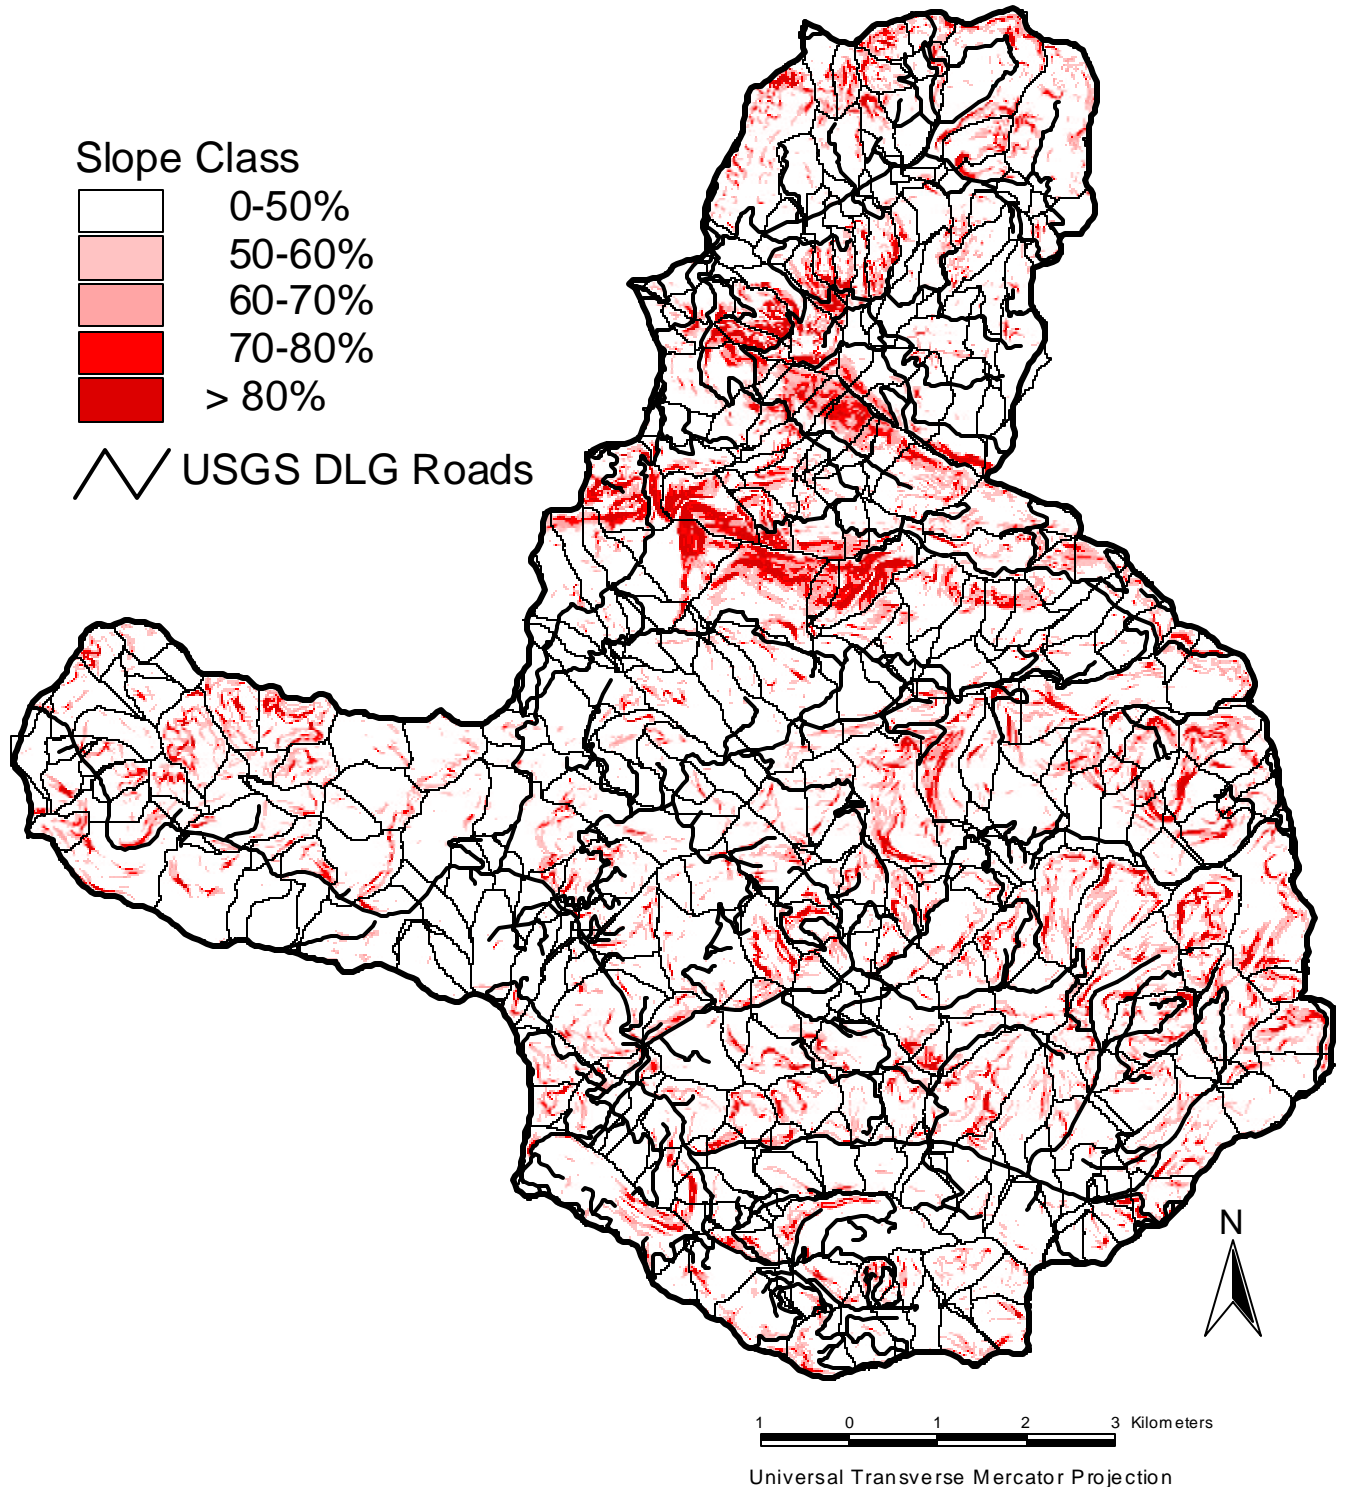 Slope Class
0-50%
50-60%
60-70%
70-80%
> 80%
USGS DLG Roads
N
1 0 1 2 3 Kilometers
Universal Transverse Mercator Projection